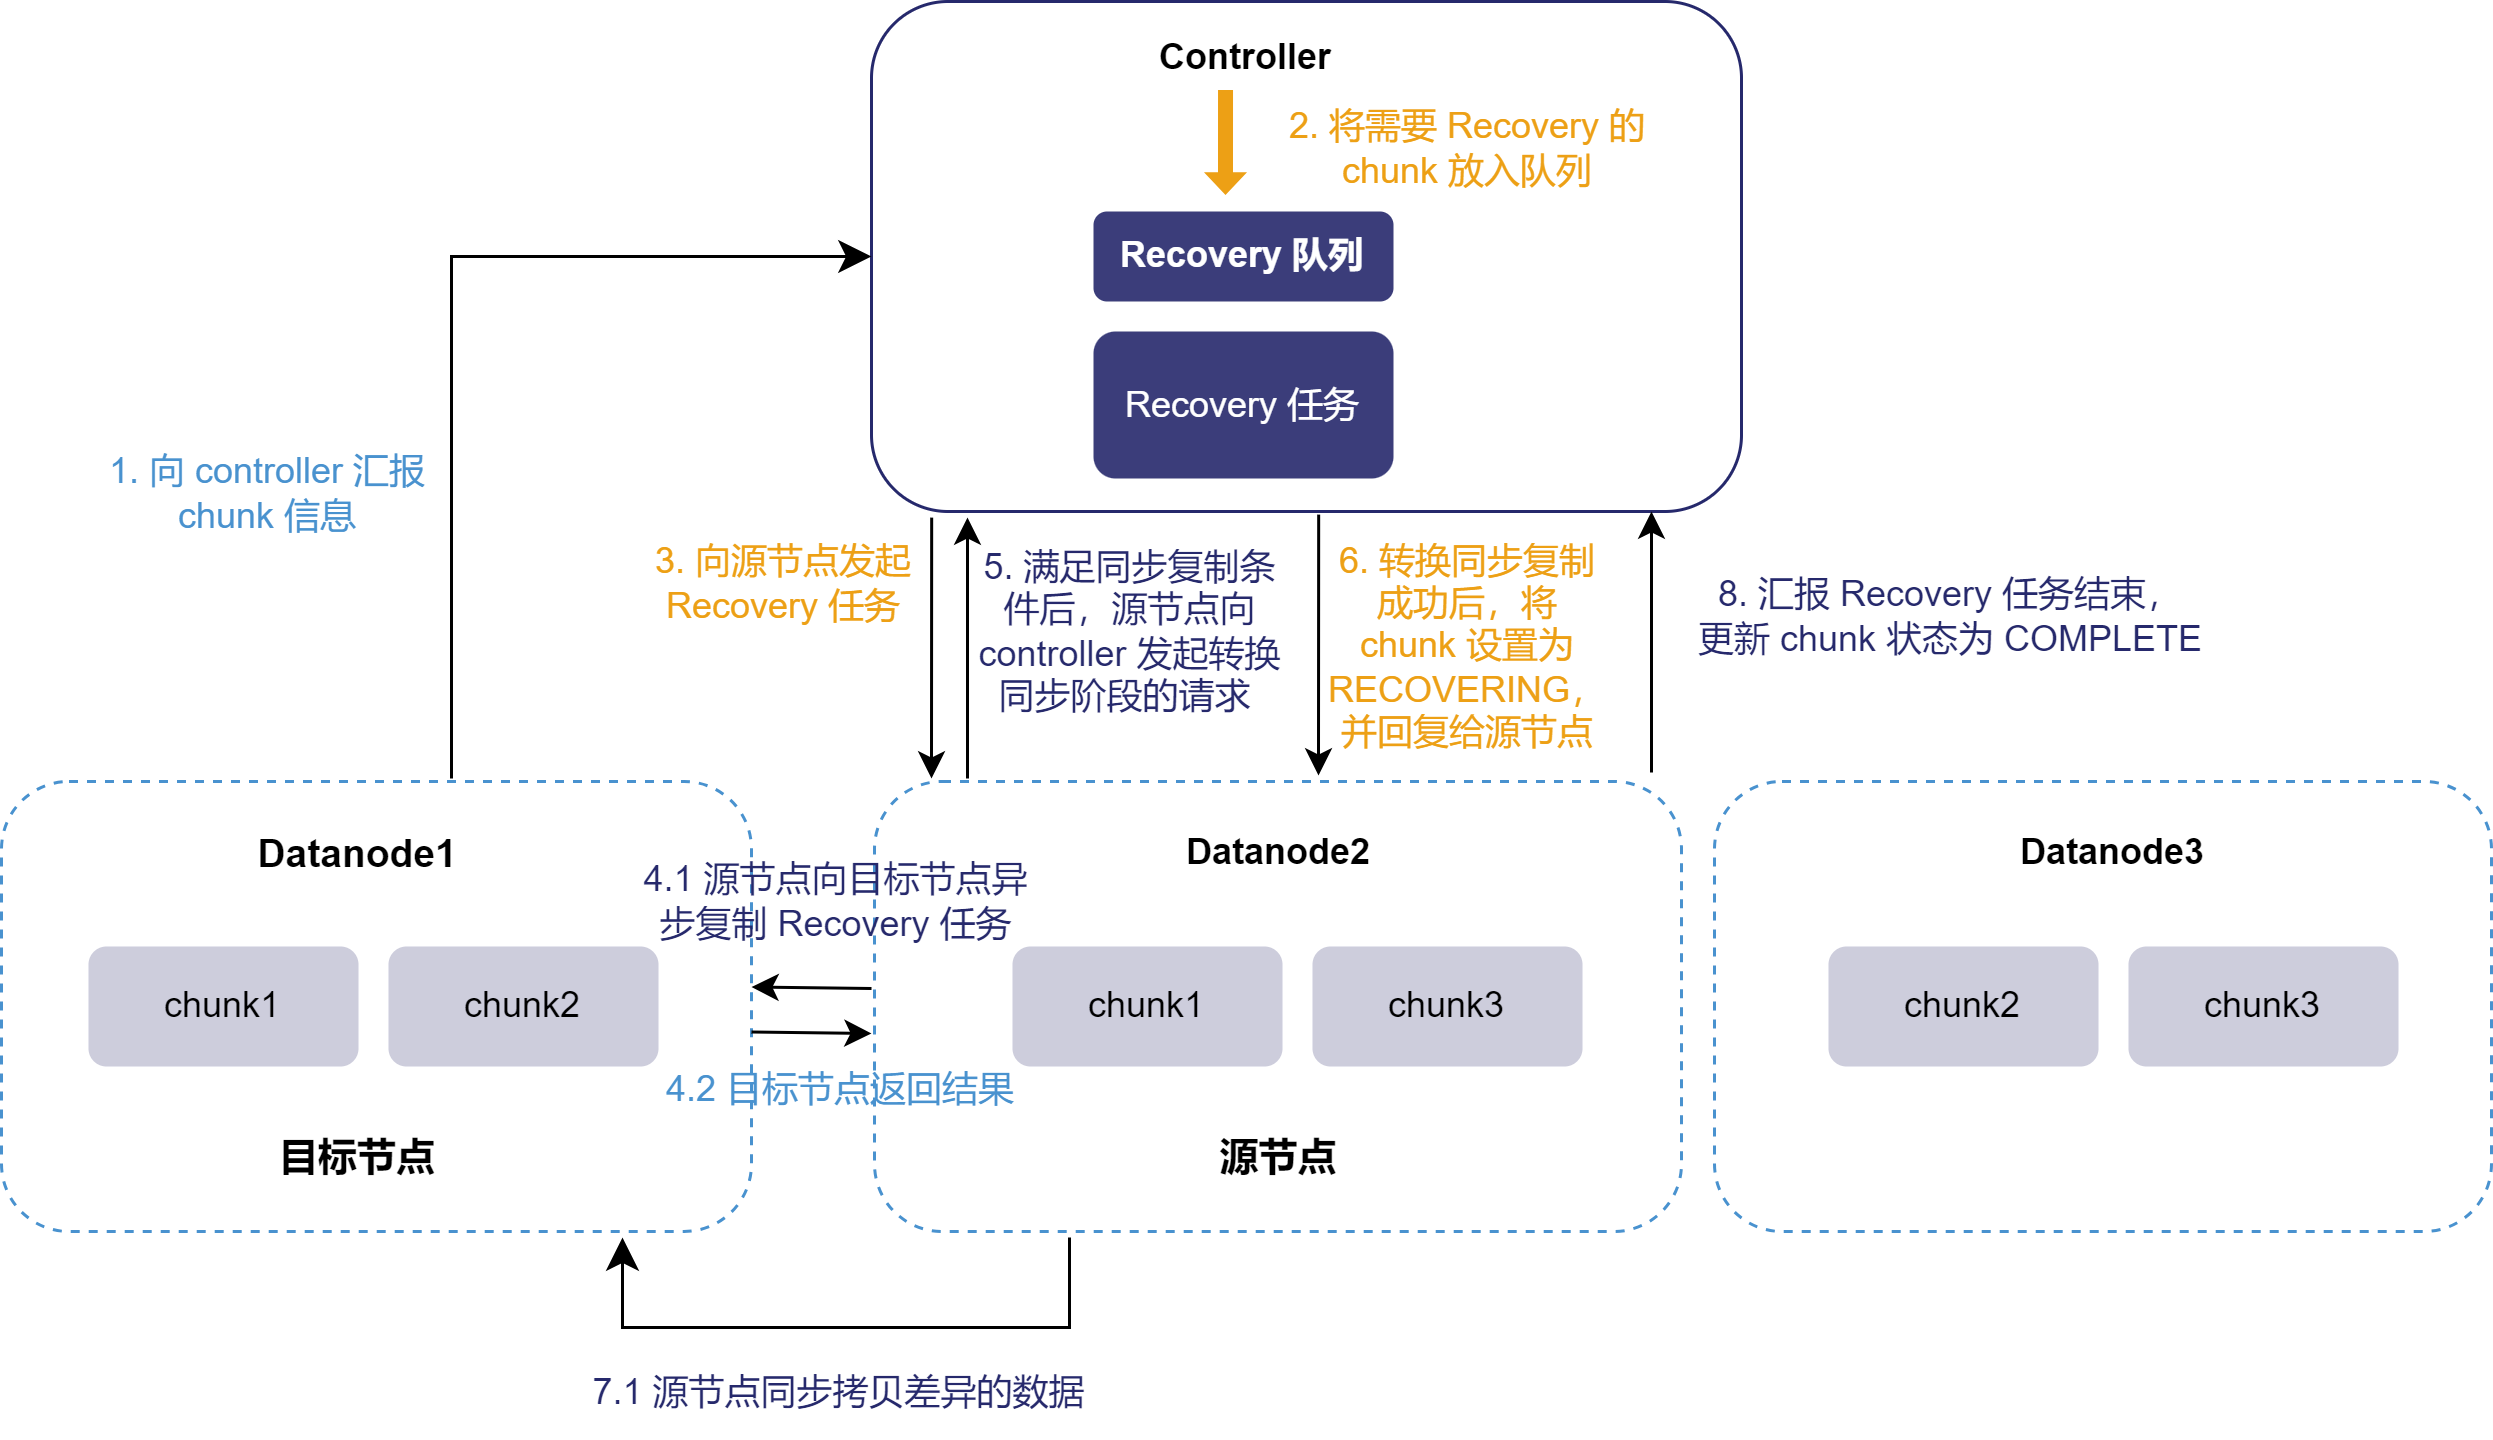 Controller
2. 将需要 Recovery 的
chunk 放入队列
Recovery 队列
Recovery 任务
1. 向 controller 汇报
chunk 信息
3. 向源节点发起
Recovery 任务
5. 满足同步复制条
件后，源节点向
controller 发起转换
同步阶段的请求
6. 转换同步复制
成功后，将
chunk 设置为
RECOVERING，
并回复给源节点
8. 汇报 Recovery 任务结束，
更新 chunk 状态为 COMPLETE
Datanode1
chunk1
chunk2
目标节点
4.1 源节点向目标节点异
步复制 Recovery 任务
4.2 目标节点返回结果
Datanode2
chunk1
chunk3
源节点
Datanode3
chunk2
chunk3
7.1 源节点同步拷贝差异的数据